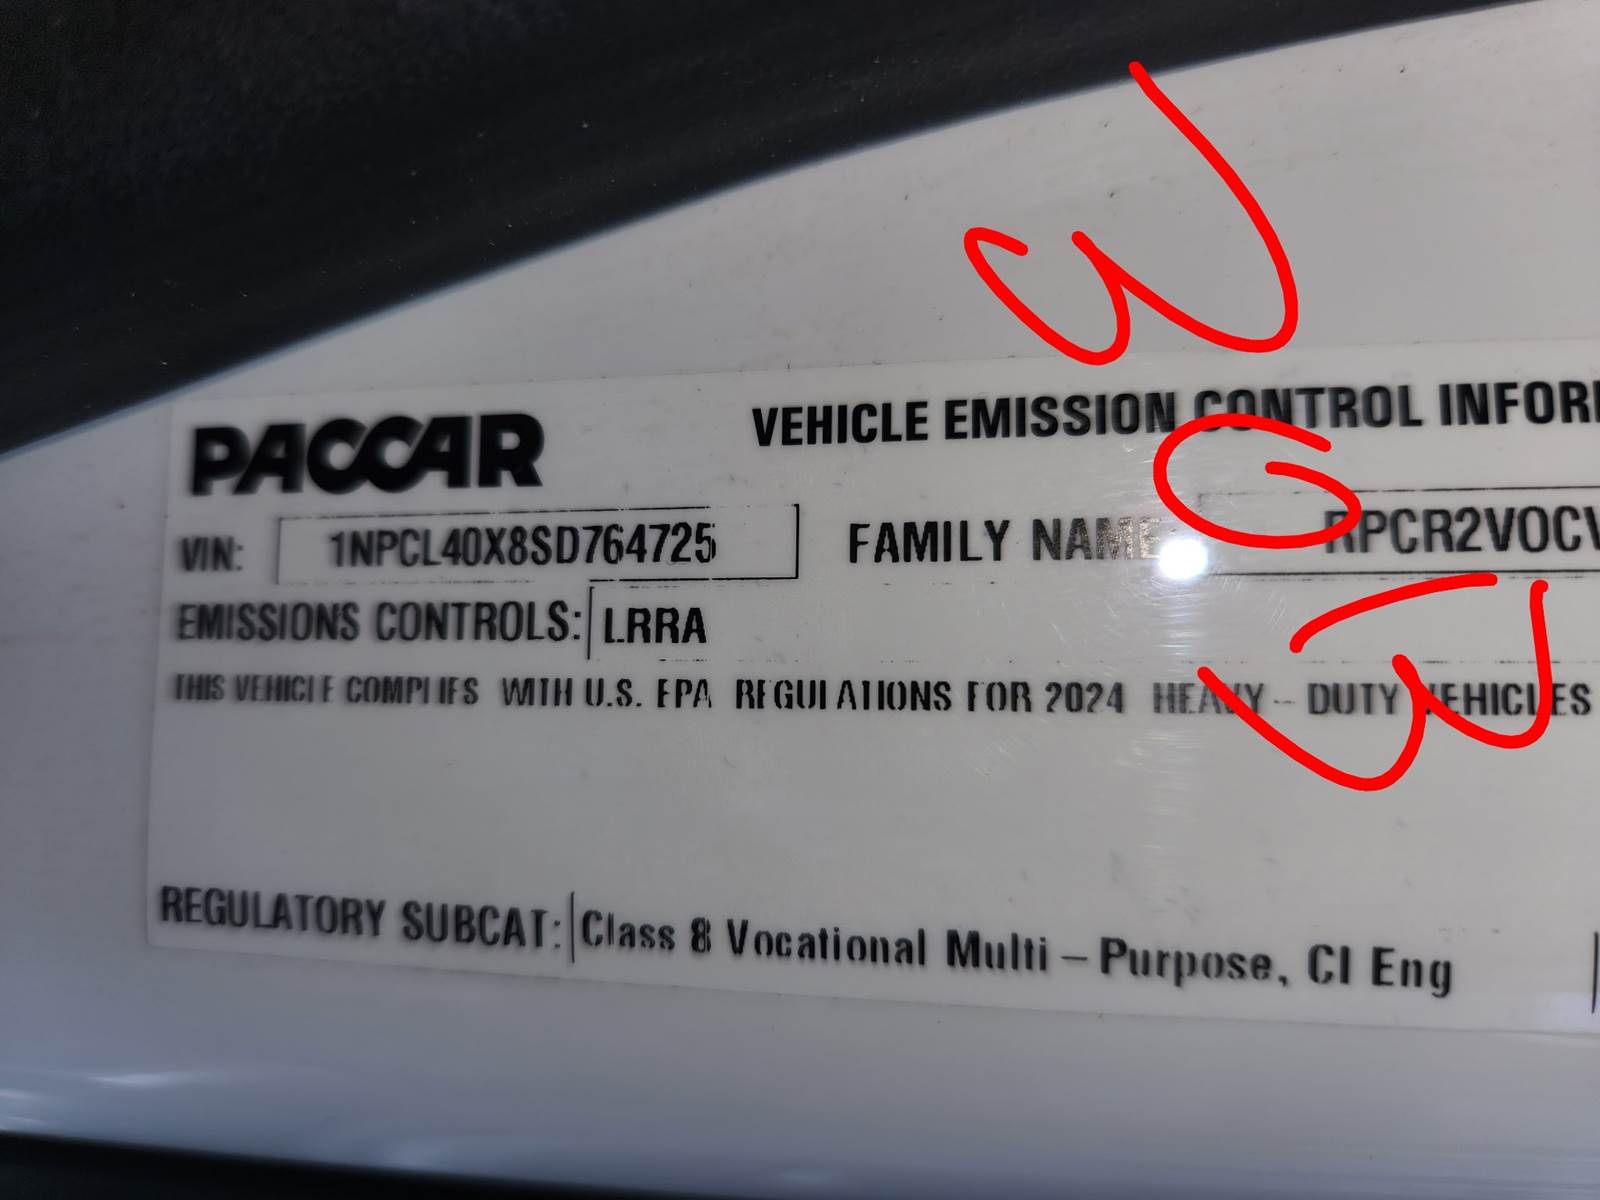 PACCAR
VEHICLE EMISSION CONTROL INFOR
VIN: 1NPCL40X8SD764725
FAMILY NAME RPCR2VOCV
EMISSIONS CONTROLS: LRRA
THIS VEHICLE COMPLIES WITH U.S. EPA REGULATIONS FOR 2024 HEAVY-DUTY VEHICLES
REGULATORY SUBCAT: Class 8 Vocational Multi-Purpose, CI Eng